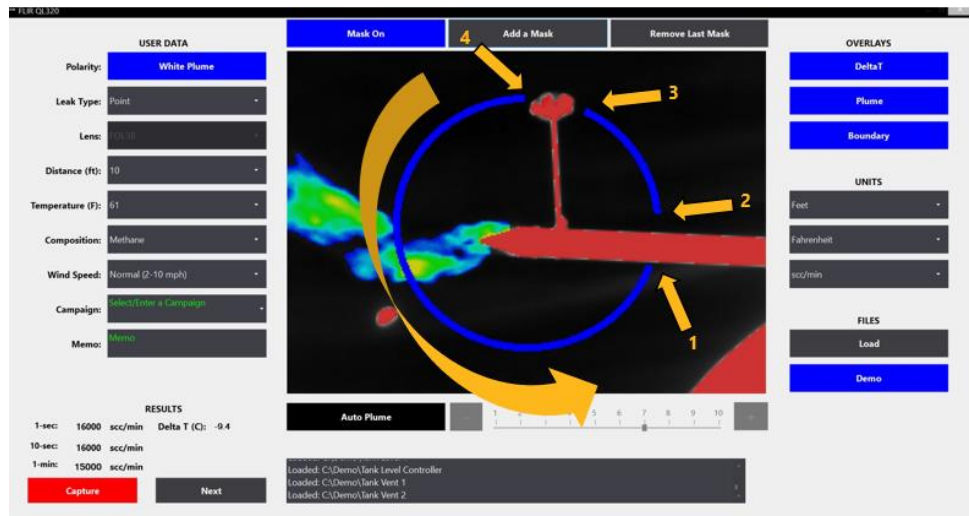 FLIR QL320
USER DATA
Polarity: White Plume
Leak Type: Point
Lens:
Distance (ft): 10
Temperature (F): 61
Composition: Methane
Wind Speed: Normal (2-10 mph)
Campaign: Select/Enter a Campaign
Memo: Memo
RESULTS
1-sec: 16000 scc/min Delta T (C): -9.4
10-sec: 16000 scc/min
1-min: 15000 scc/min
Capture Next
Mask On Add a Mask Remove Last Mask
4
3
2
1
Auto Plume - 1 2 4 5 6 7 8 9 10 +
Loaded: C:\Demo\Tank Level Controller
Loaded: C:\Demo\Tank Vent 1
Loaded: C:\Demo\Tank Vent 2
OVERLAYS
DeltaT
Plume
Boundary
UNITS
Feet
Fahrenheit
scc/min
FILES
Load
Demo